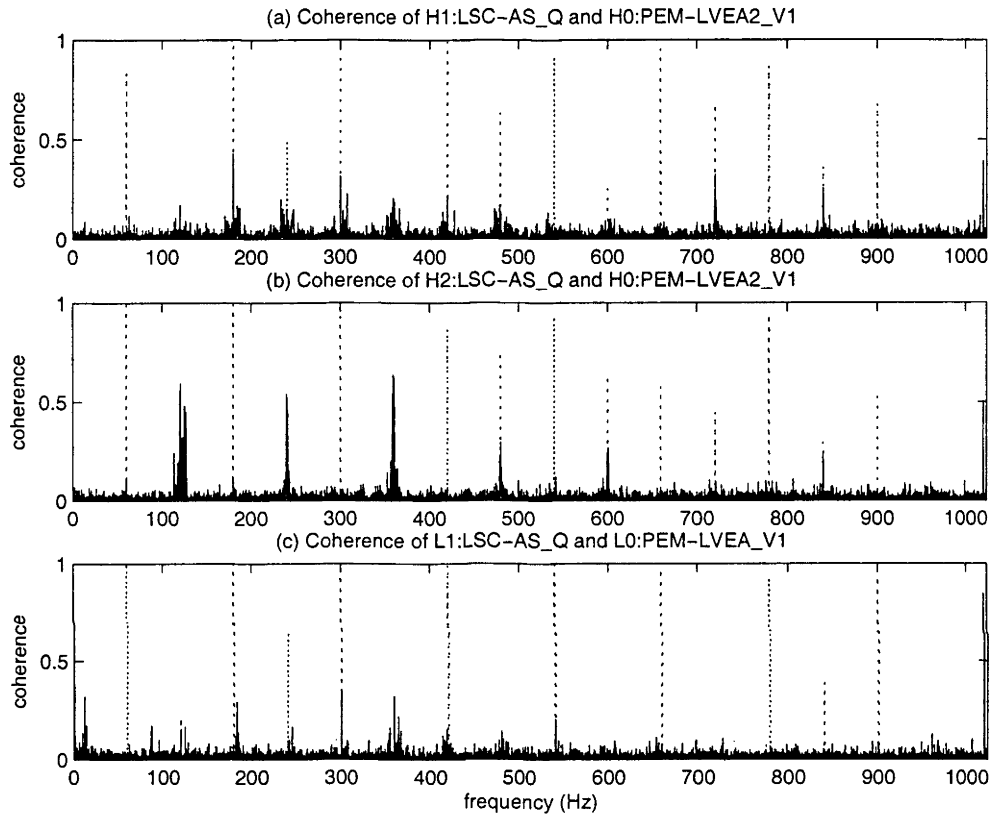 (a) Coherence of H1:LSC-AS_Q and H0:PEM-LVEA2_V1
1
0.5
0
coherence
0 100 200 300 400 500 600 700 800 900 1000
(b) Coherence of H2:LSC-AS_Q and H0:PEM-LVEA2_V1
1
0.5
0
coherence
0 100 200 300 400 500 600 700 800 900 1000
(c) Coherence of L1:LSC-AS_Q and L0:PEM-LVEA_V1
1
0.5
0
coherence
0 100 200 300 400 500 600 700 800 900 1000
frequency (Hz)